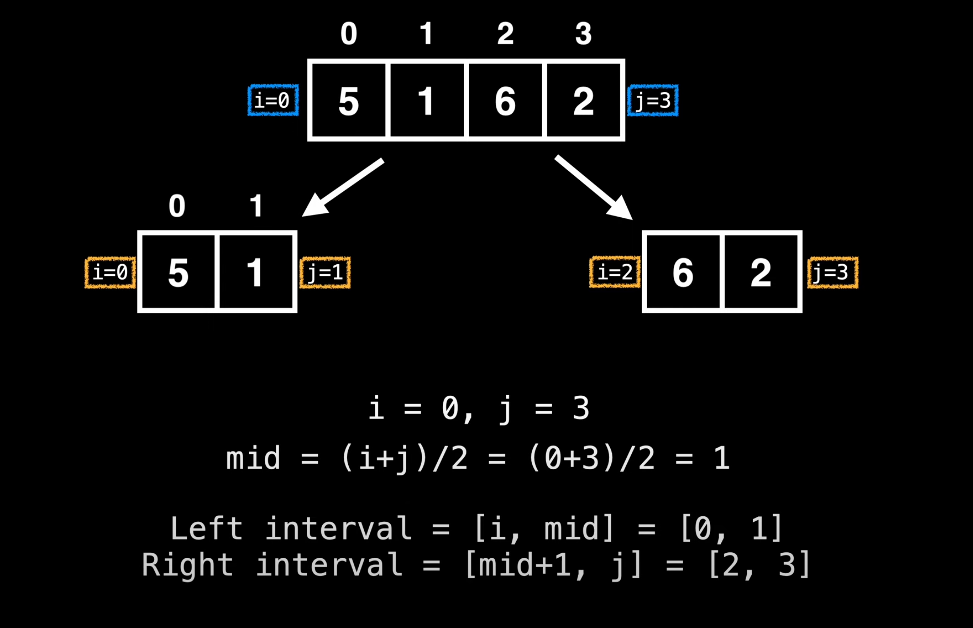 0 1 2 3
i=0 5 1 6 2 j=3
0 1
i=0 5 1 j=1 i=2 6 2 j=3
i = 0, j = 3
mid = (i+j)/2 = (0+3)/2 = 1
Left interval = [i, mid] = [0, 1]
Right interval = [mid+1, j] = [2, 3]